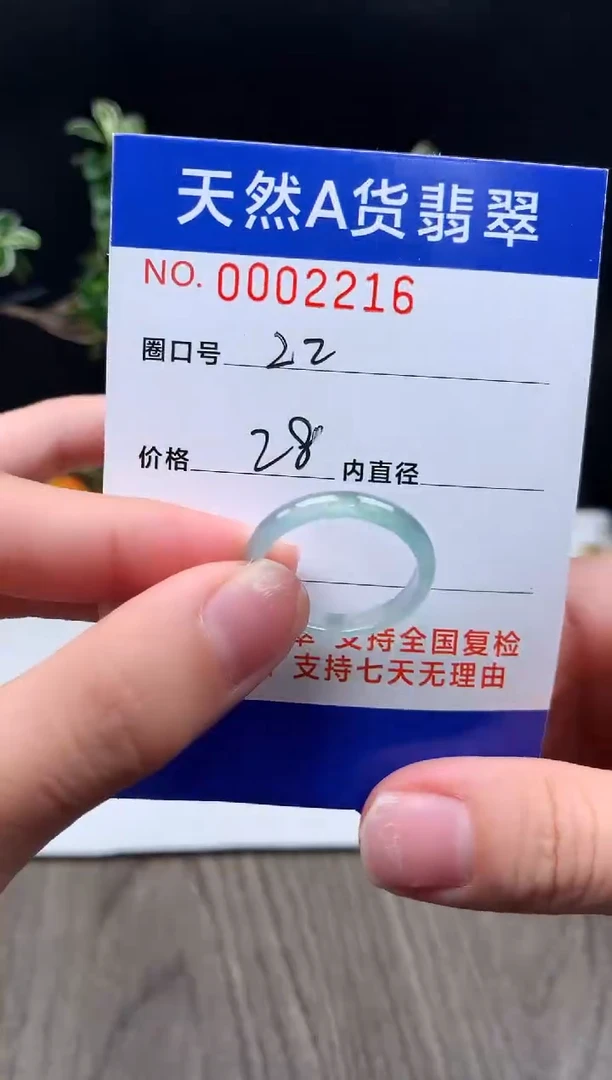 天然A货翡翠
NO. 0002216
圈口号 22
价格 28 内直径
支持全国复检
支持七天无理由